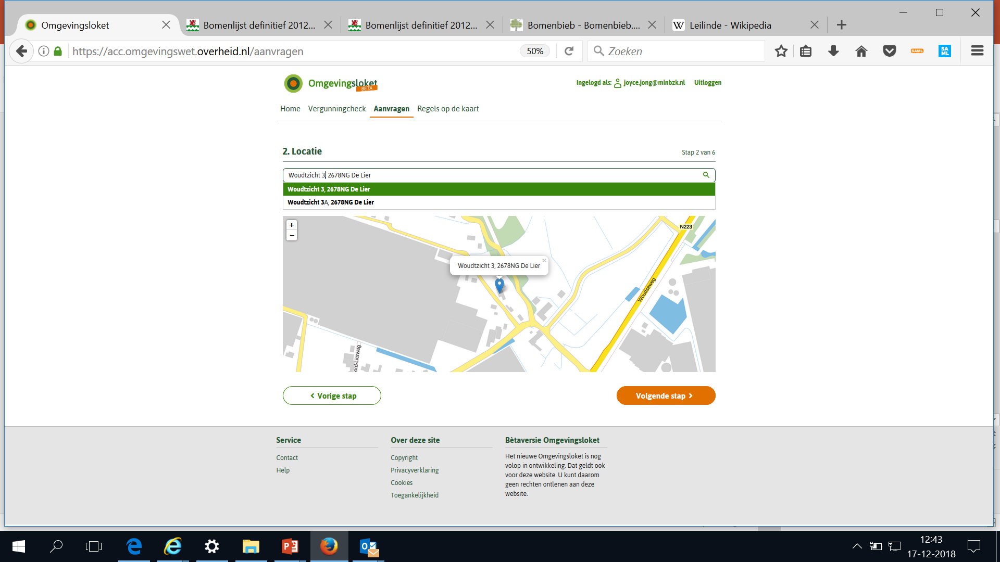 Omgevingsloket
Bomenlijst definitief 2012...
Bomenlijst definitief 2012...
Bomenbieb - Bomenbieb....
W Leilinde - Wikipedia
https://acc.omgevingswet.overheid.nl/aanvragen
50%
Zoeken
SAML
SA
ML
Omgevingsloket
BETA
Ingelogd als: joyce.jong@minbzk.nl Uitloggen
Home Vergunningcheck Aanvragen Regels op de kaart
2. Locatie
Stap 2 van 6
Woudtzicht 3, 2678NG De Lier
Woudtzicht 3, 2678NG De Lier
Woudtzicht 3A, 2678NG De Lier
+
−
N223
Woudtzicht 3, 2678NG De Lier
×
Woudseweg
ord-Lierweg
Vorige stap
Volgende stap
Service
Contact
Help
Over deze site
Copyright
Privacyverklaring
Cookies
Toegankelijkheid
Bètaversie Omgevingsloket
Het nieuwe Omgevingsloket is nog
volop in ontwikkeling. Dat geldt ook
voor deze website. U kunt daarom
geen rechten ontlenen aan deze
website.
12:43
17-12-2018